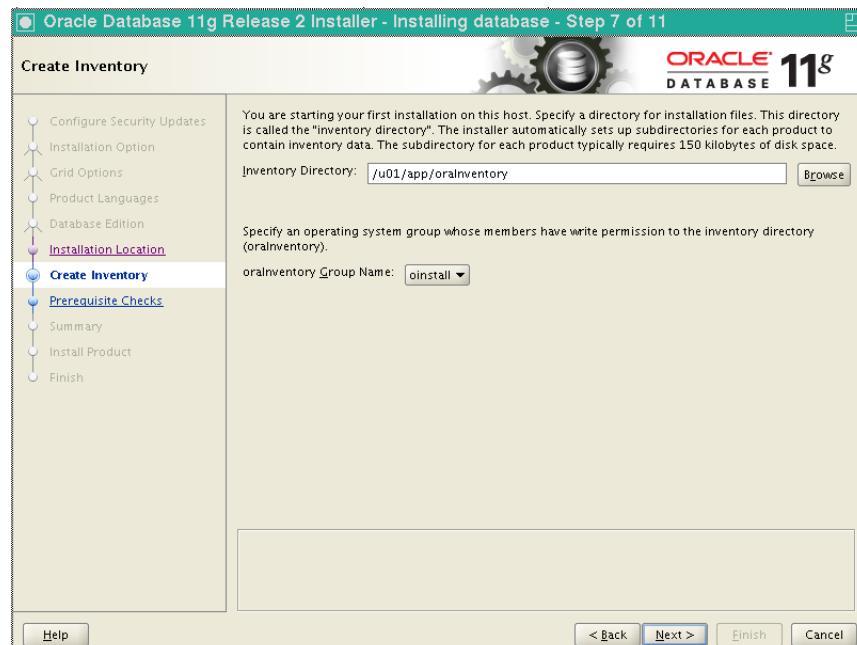 Oracle Database 11g Release 2 Installer - Installing database - Step 7 of 11
Create Inventory
ORACLE
DATABASE
11g
Configure Security Updates
Installation Option
Grid Options
Product Languages
Database Edition
Installation Location
Create Inventory
Prerequisite Checks
Summary
Install Product
Finish
You are starting your first installation on this host. Specify a directory for installation files. This directory
is called the "inventory directory". The installer automatically sets up subdirectories for each product to
contain inventory data. The subdirectory for each product typically requires 150 kilobytes of disk space.
Inventory Directory: /u01/app/oraInventory Browse
Specify an operating system group whose members have write permission to the inventory directory
(oraInventory).
oraInventory Group Name: oinstall
Help < Back Next > Finish Cancel